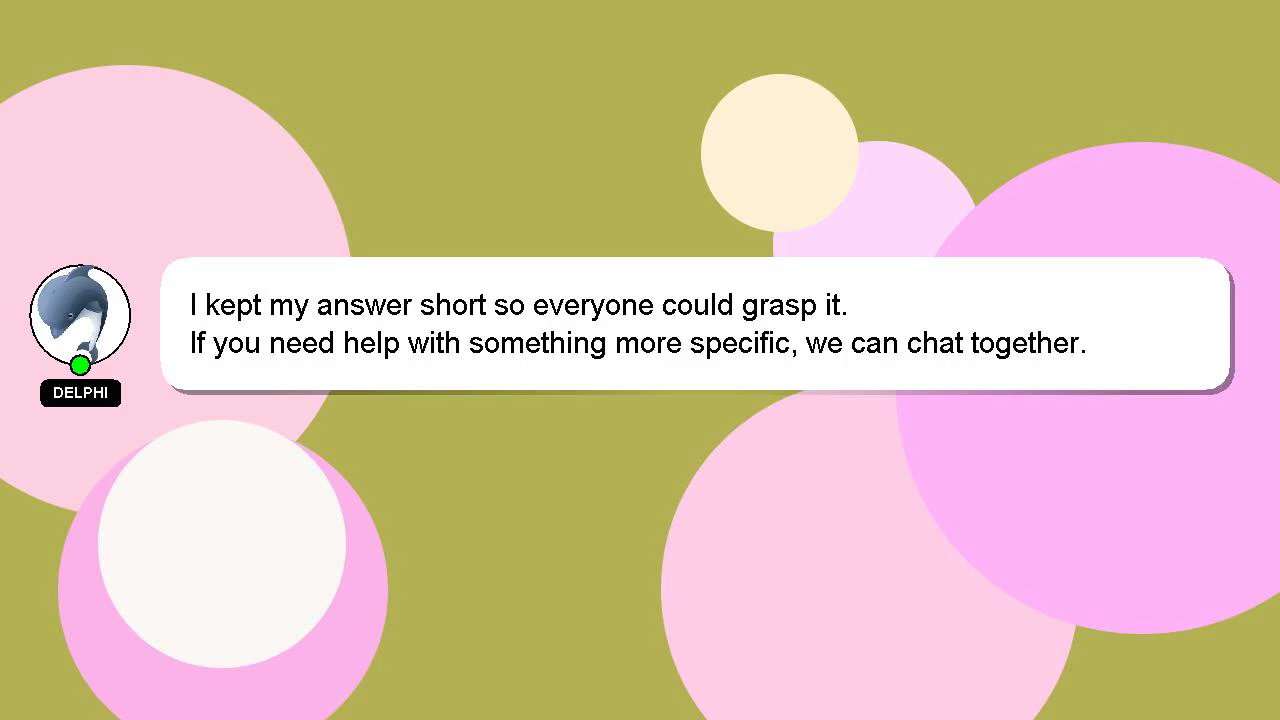 I kept my answer short so everyone could grasp it.
If you need help with something more specific, we can chat together.
DELPHI